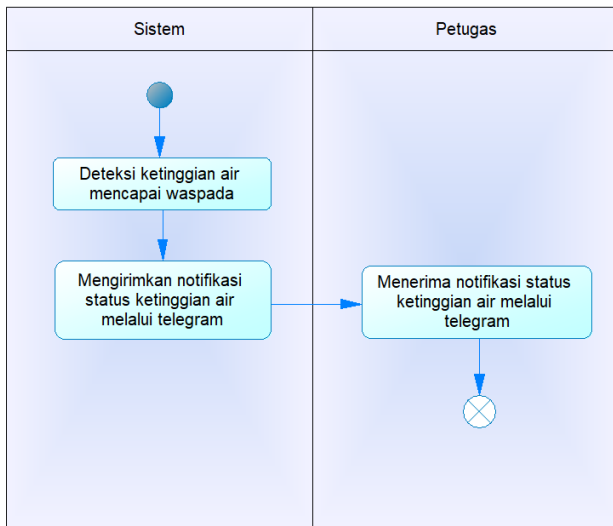 Sistem
Petugas
Deteksi ketinggian air
mencapai waspada
Mengirimkan notifikasi
status ketinggian air
melalui telegram
Menerima notifikasi status
ketinggian air melalui
telegram